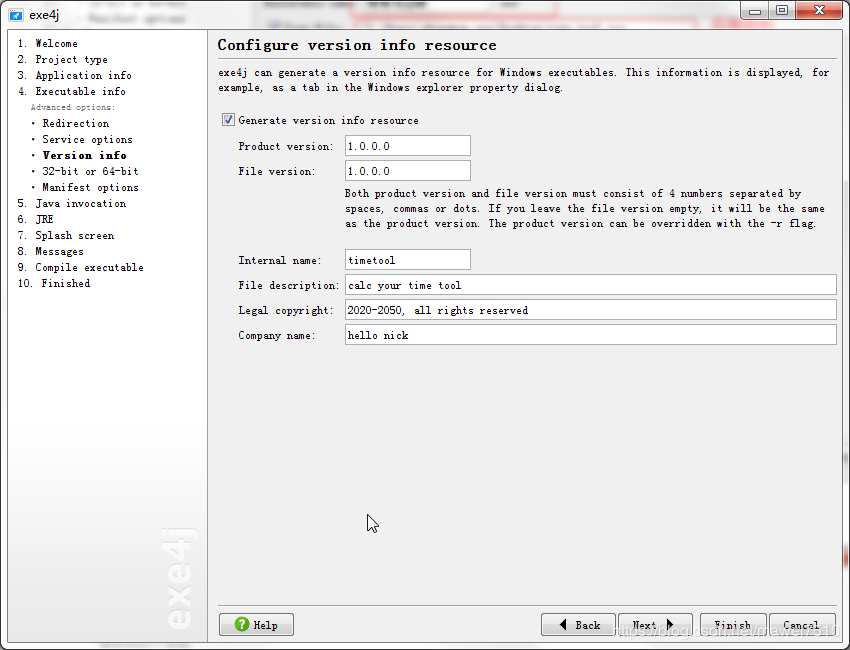 exe4j
1. Welcome
2. Project type
3. Application info
4. Executable info
Advanced options:
• Redirection
• Service options
• Version info
• 32-bit or 64-bit
• Manifest options
5. Java invocation
6. JRE
7. Splash screen
8. Messages
9. Compile executable
10. Finished
exe4j
Configure version info resource
exe4j can generate a version info resource for Windows executables. This information is displayed, for
example, as a tab in the Windows explorer property dialog.
Generate version info resource
Product version: 1.0.0.0
File version: 1.0.0.0
Both product version and file version must consist of 4 numbers separated by
spaces, commas or dots. If you leave the file version empty, it will be the same
as the product version. The product version can be overridden with the -r flag.
Internal name: timetool
File description: calc your time tool
Legal copyright: 2020-2050, all rights reserved
Company name: hello nick
Help
Back
Next
Finish
Cancel